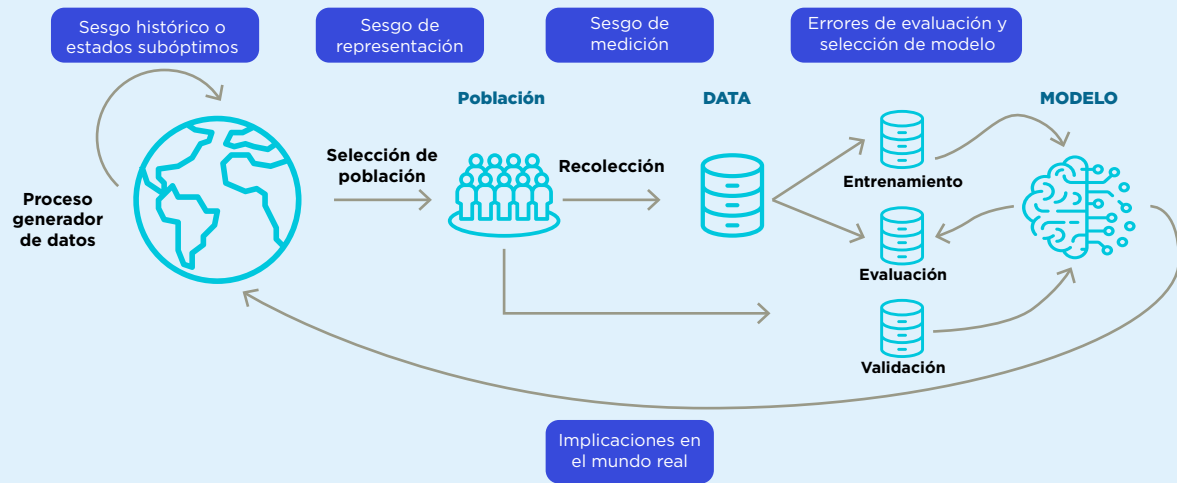 Sesgo histórico o
estados subóptimos
Sesgo de
representación
Sesgo de
medición
Errores de evaluación y
selección de modelo
Población
DATA
MODELO
Proceso
generador
de datos
Selección de
población
Recolección
Entrenamiento
Evaluación
Validación
Implicaciones en
el mundo real